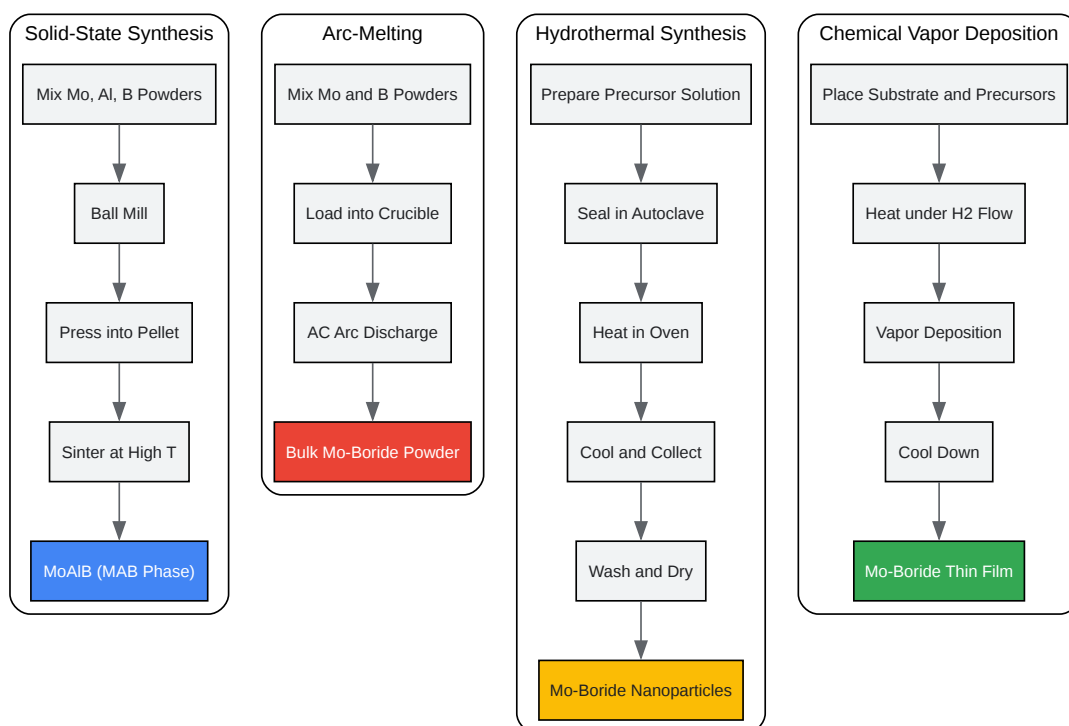 Solid-State Synthesis
Mix Mo, Al, B Powders
Ball Mill
Press into Pellet
Sinter at High T
MoAlB (MAB Phase)
Arc-Melting
Mix Mo and B Powders
Load into Crucible
AC Arc Discharge
Bulk Mo-Boride Powder
Hydrothermal Synthesis
Prepare Precursor Solution
Seal in Autoclave
Heat in Oven
Cool and Collect
Wash and Dry
Mo-Boride Nanoparticles
Chemical Vapor Deposition
Place Substrate and Precursors
Heat under H2 Flow
Vapor Deposition
Cool Down
Mo-Boride Thin Film